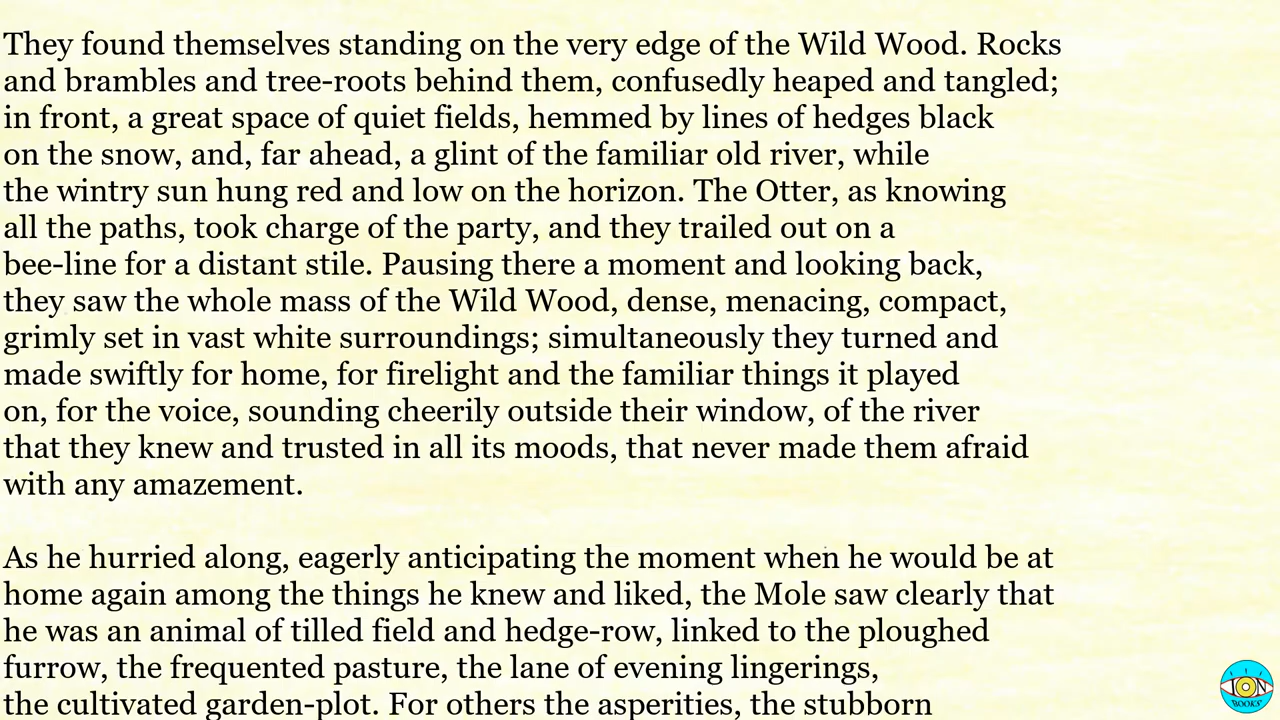 They found themselves standing on the very edge of the Wild Wood. Rocks
and brambles and tree-roots behind them, confusedly heaped and tangled;
in front, a great space of quiet fields, hemmed by lines of hedges black
on the snow, and, far ahead, a glint of the familiar old river, while
the wintry sun hung red and low on the horizon. The Otter, as knowing
all the paths, took charge of the party, and they trailed out on a
bee-line for a distant stile. Pausing there a moment and looking back,
they saw the whole mass of the Wild Wood, dense, menacing, compact,
grimly set in vast white surroundings; simultaneously they turned and
made swiftly for home, for firelight and the familiar things it played
on, for the voice, sounding cheerily outside their window, of the river
that they knew and trusted in all its moods, that never made them afraid
with any amazement.

As he hurried along, eagerly anticipating the moment when he would be at
home again among the things he knew and liked, the Mole saw clearly that
he was an animal of tilled field and hedge-row, linked to the ploughed
furrow, the frequented pasture, the lane of evening lingerings,
the cultivated garden-plot. For others the asperities, the stubborn
ION
BOOKS